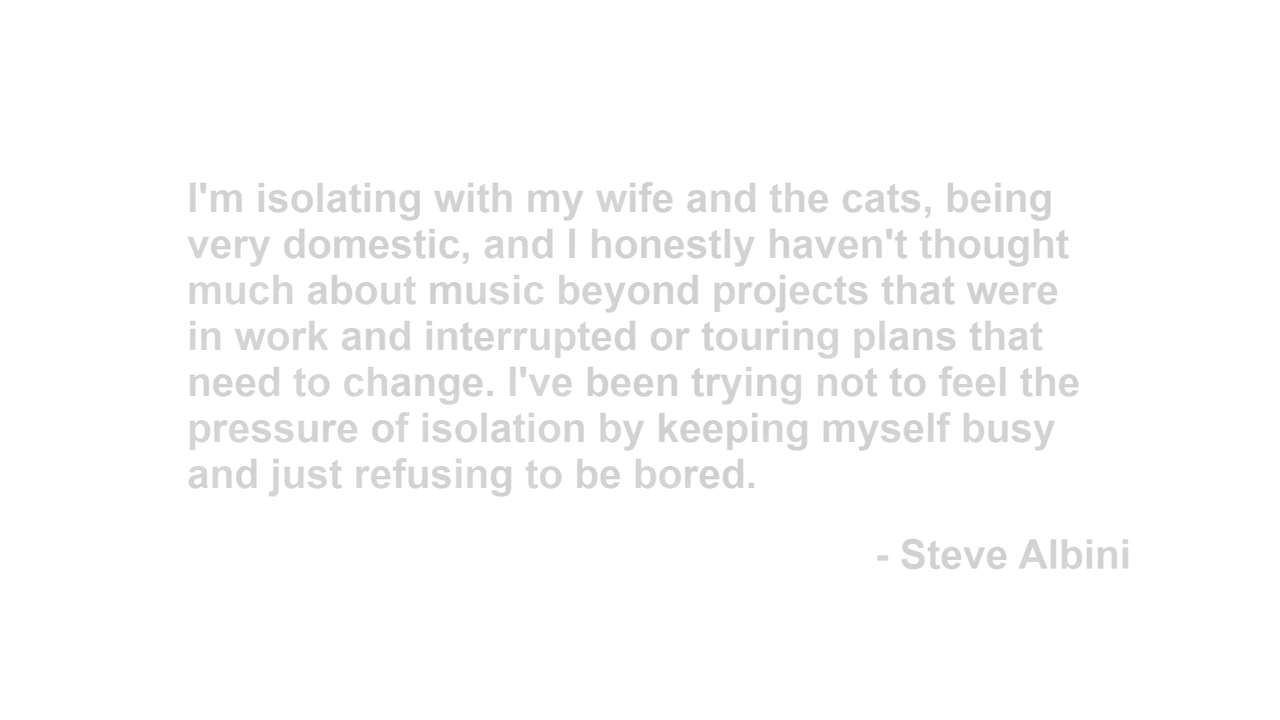 I'm isolating with my wife and the cats, being
very domestic, and I honestly haven't thought
much about music beyond projects that were
in work and interrupted or touring plans that
need to change. I've been trying not to feel the
pressure of isolation by keeping myself busy
and just refusing to be bored.
- Steve Albini